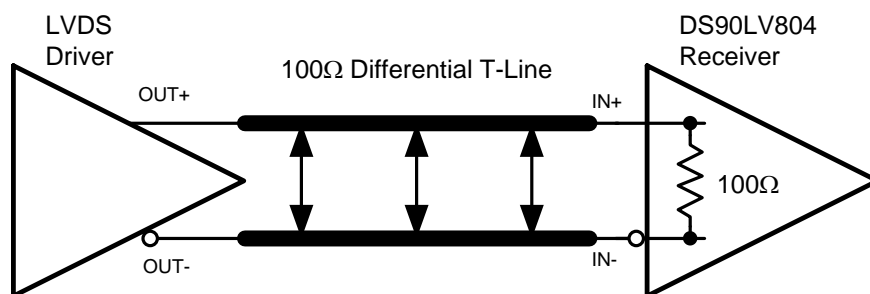 LVDS
Driver
DS90LV804
Receiver
100Ω Differential T-Line
OUT+
IN+
100Ω
OUT-
IN-